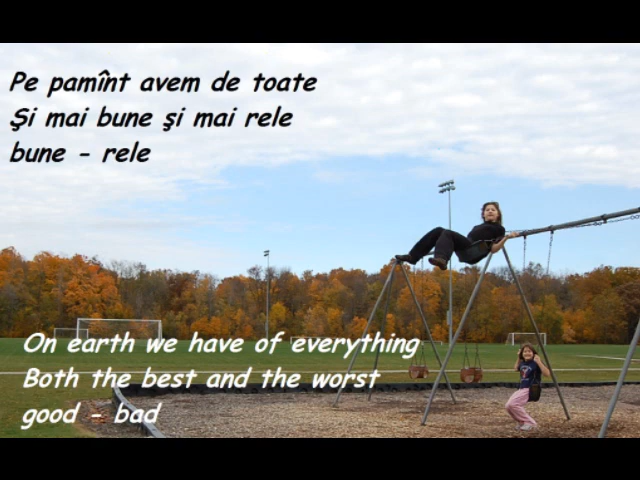 Pe pamînt avem de toate
Şi mai bune şi mai rele
bune - rele
On earth we have of everything
Both the best and the worst
good - bad